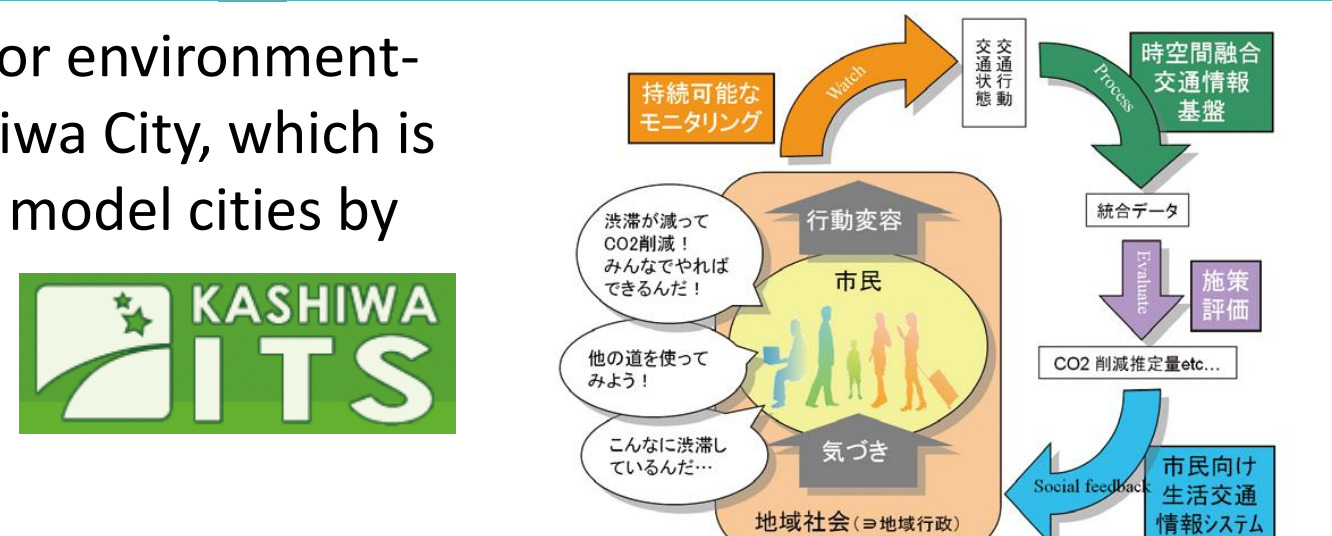 or environment-
iwa City, which is
model cities by
KASHIWA
ITS
持続可能な
モニタリング
Watch
交通行動
交通状態
Process
時空間融合
交通情報
基盤
統合データ
Evaluate
施策
評価
CO2 削減推定量etc...
Social feedback
市民向け
生活交通
情報システム
行動変容
市民
渋滞が減って
CO2削減！
みんなでやれば
できるんだ！
他の道を使って
みよう！
こんなに渋滞し
ているんだ…
気づき
地域社会(∋地域行政)